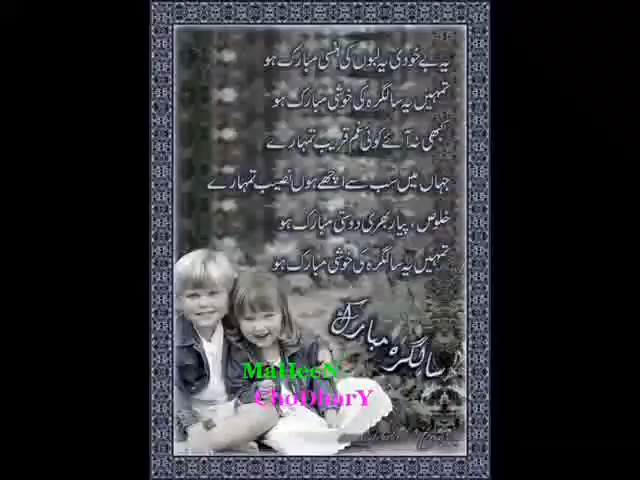 یہ بے خودی یہ لبوں کی ہنسی مبارک ہو
تمہیں یہ سالگرہ کی خوشی مبارک ہو
کبھی نہ آئے کوئی غم قریب تمہارے
جہاں میں سب سے اچھے ہوں نصیب تمہارے
خلوص ، پیار بھری دوستی مبارک ہو
تمہیں یہ سالگرہ کی خوشی مبارک ہو
سالگرہ مبارک
MaHeeN
ChoDharY